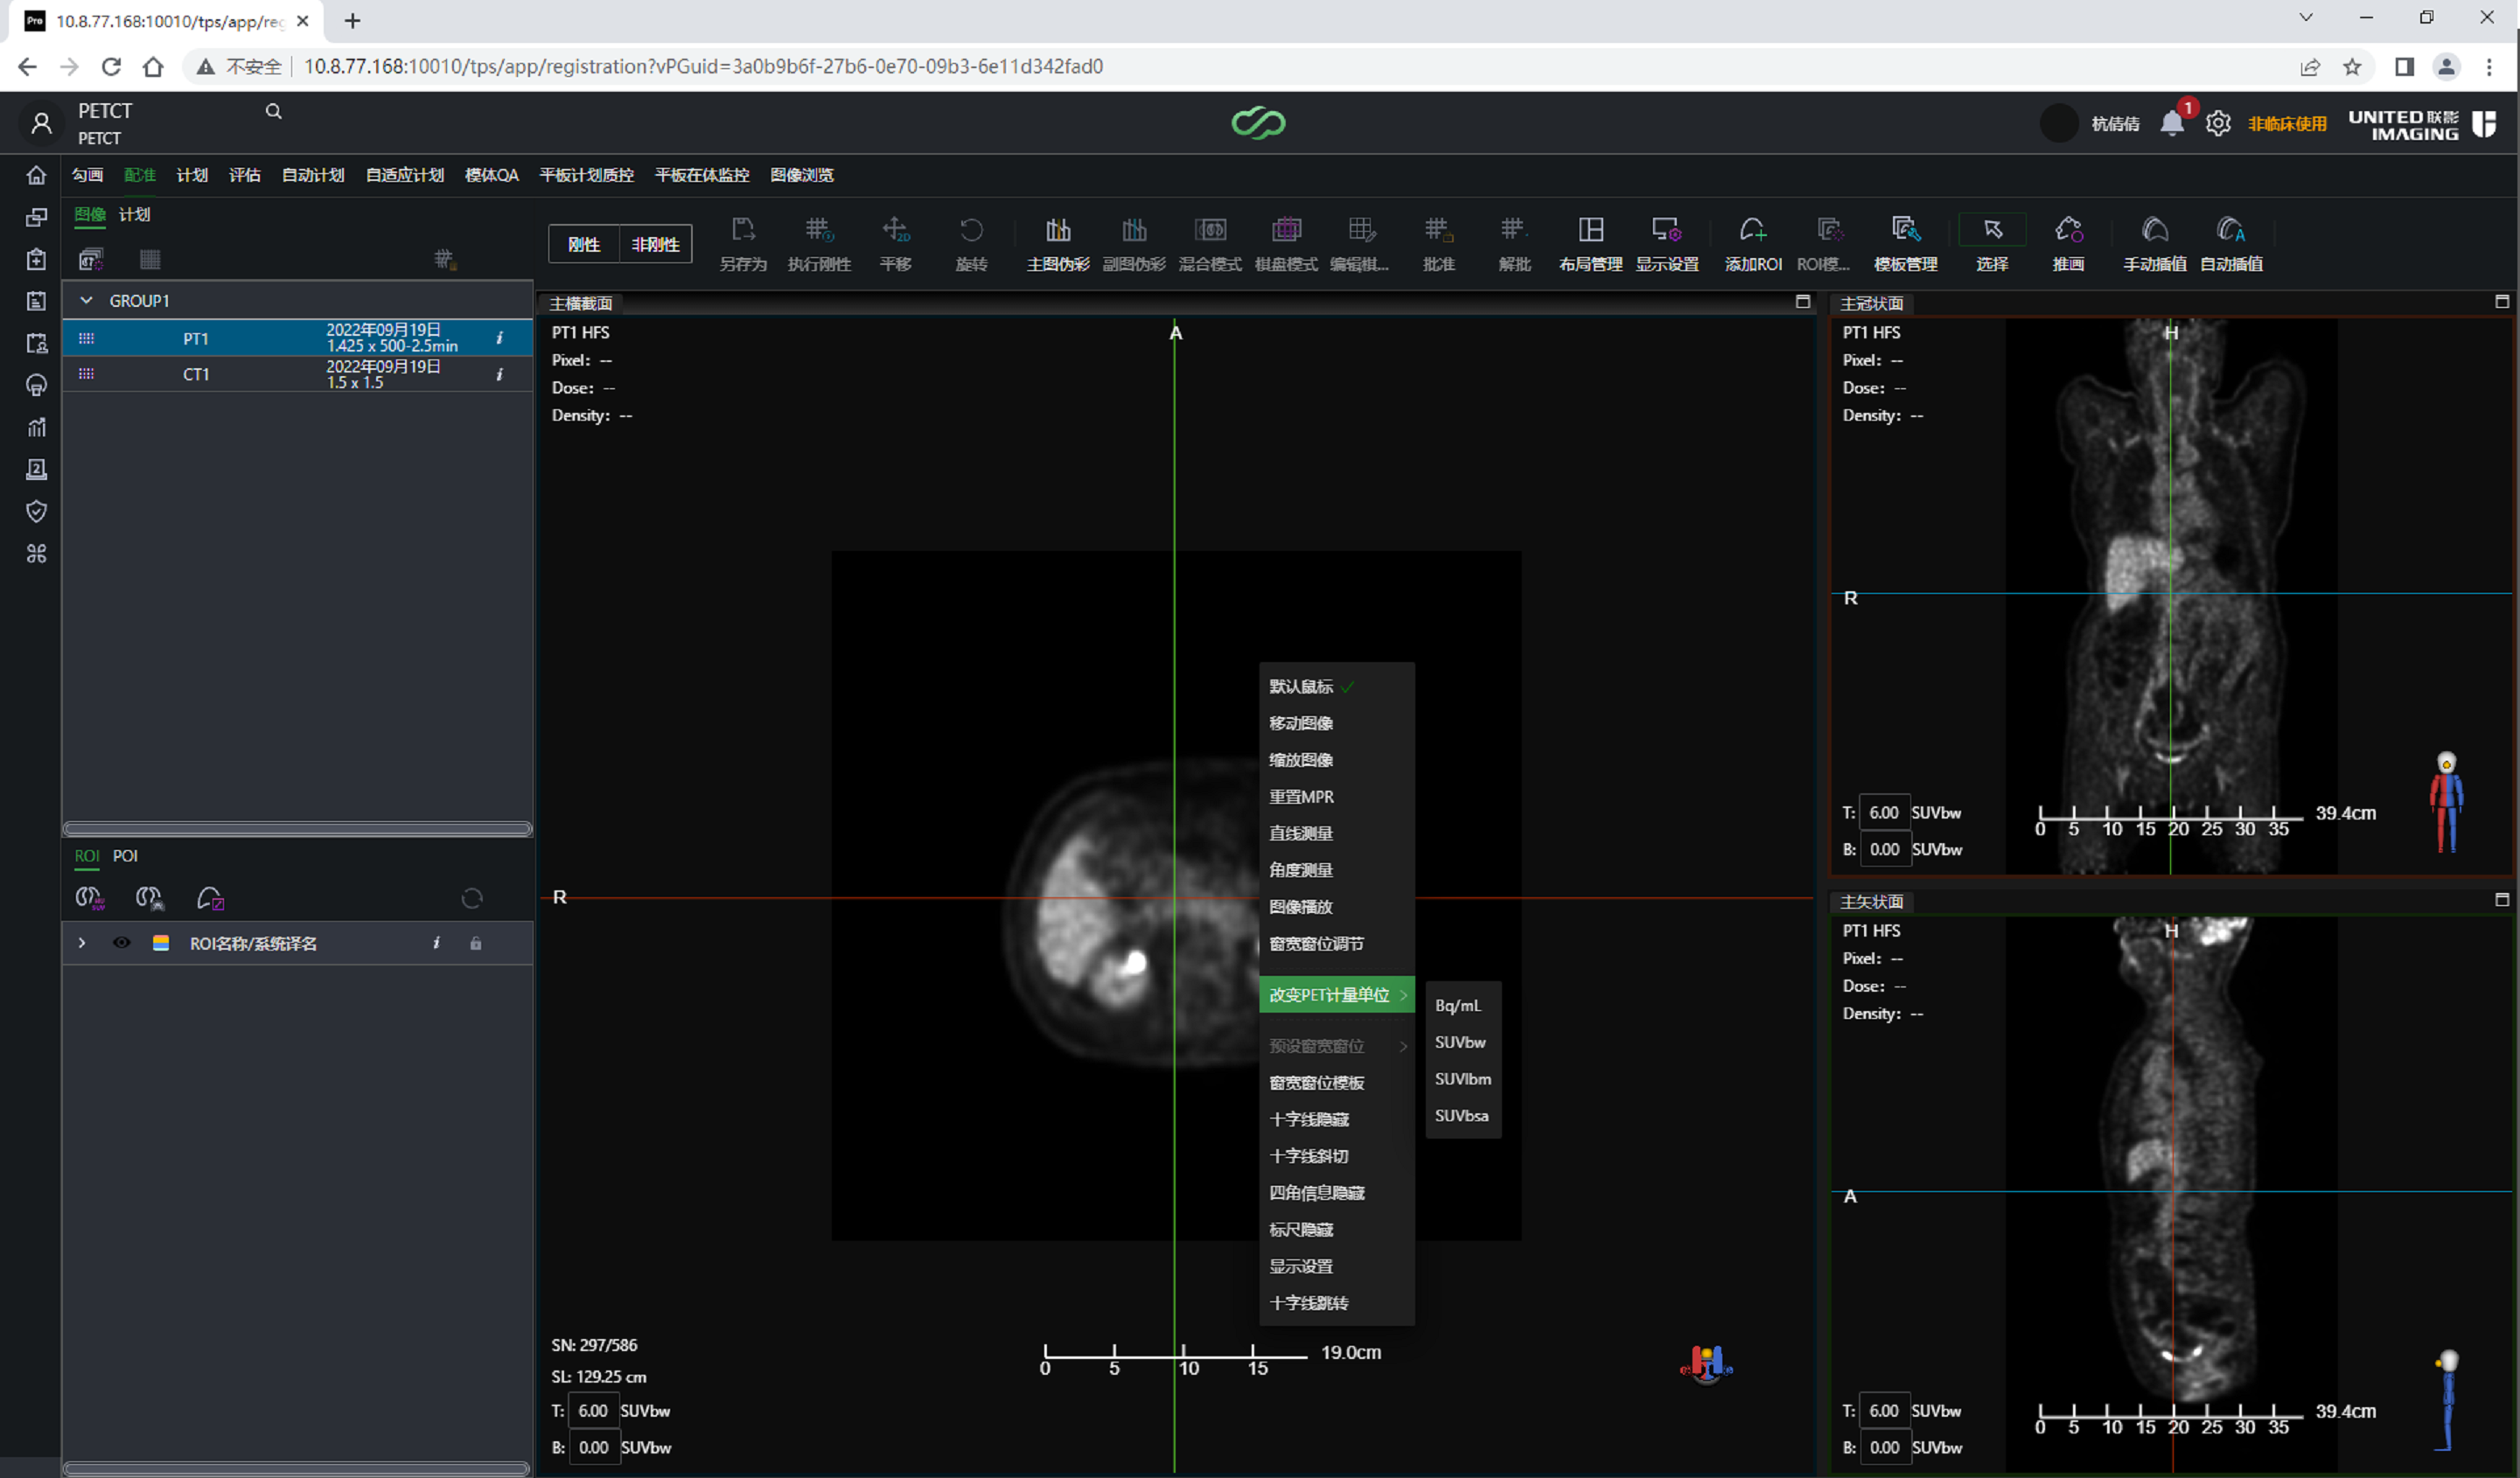 Pro 10.8.77.168:10010/tps/app/reg
不安全 10.8.77.168:10010/tps/app/registration?vPGuid=3a0b9b6f-27b6-0e70-09b3-6e11d342fad0
PETCT
PETCT
1
杭倩倩
非临床使用
UNITED 联影
IMAGING
勾画 配准 计划 评估 自动计划 自适应计划 模体QA 平板计划质控 平板在体监控 图像浏览
图像 计划
刚性 非刚性
另存为 执行刚性 平移 旋转 主图伪彩 副图伪彩 混合模式 棋盘模式 编辑棋... 批准 解批 布局管理 显示设置 添加ROI ROI模... 模板管理 选择 推画 手动插值 自动插值
GROUP1
PT1 2022年09月19日
1.425 x 500-2.5min
CT1 2022年09月19日
1.5 x 1.5
ROI POI
ROI名称/系统译名
主横截面
PT1 HFS
Pixel: --
Dose: --
Density: --
A
R
默认鼠标
移动图像
缩放图像
重置MPR
直线测量
角度测量
图像播放
窗宽窗位调节
改变PET计量单位
预设窗宽窗位
窗宽窗位模板
十字线隐藏
十字线斜切
四角信息隐藏
标尺隐藏
显示设置
十字线跳转
Bq/mL
SUVbw
SUVlbm
SUVbsa
SN: 297/586
SL: 129.25 cm
T: 6.00 SUVbw
B: 0.00 SUVbw
0 5 10 15 19.0cm
主冠状面
PT1 HFS
Pixel: --
Dose: --
Density: --
H
R
T: 6.00 SUVbw
B: 0.00 SUVbw
0 5 10 15 20 25 30 35 39.4cm
主矢状面
PT1 HFS
Pixel: --
Dose: --
Density: --
H
A
T: 6.00 SUVbw
B: 0.00 SUVbw
0 5 10 15 20 25 30 35 39.4cm